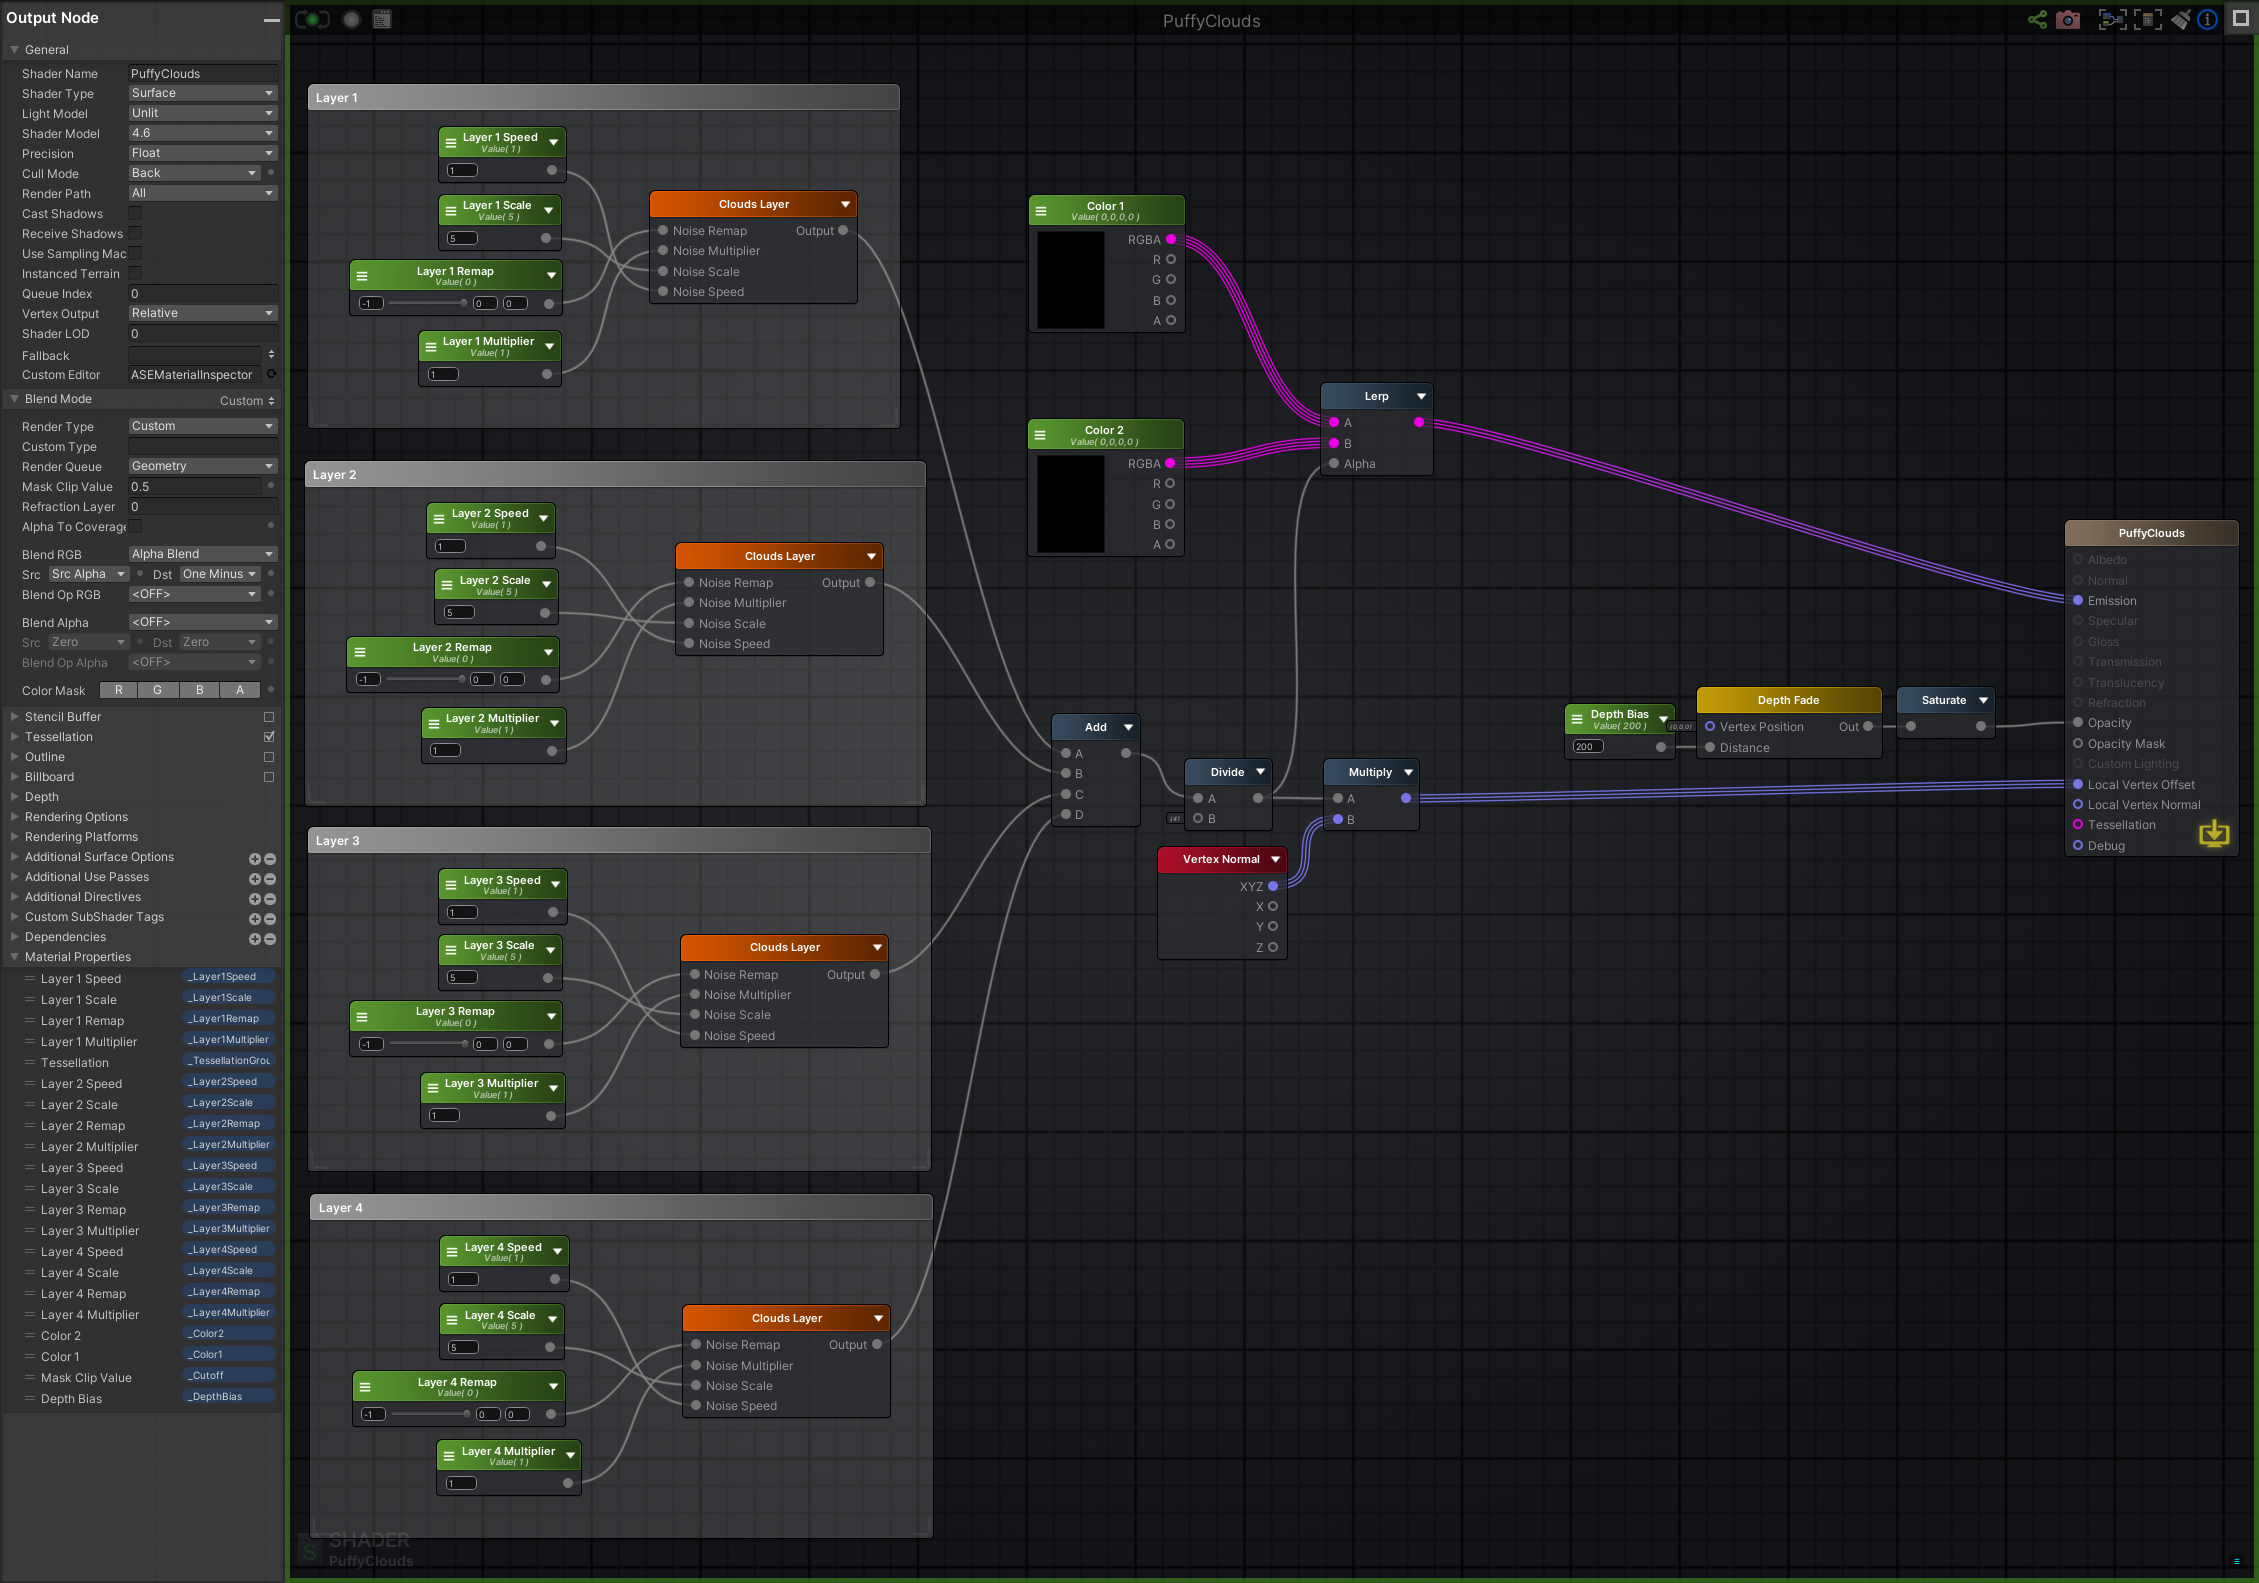 Output Node
General
Shader Name PuffyClouds
Shader Type Surface
Light Model Unlit
Shader Model 4.6
Precision Float
Cull Mode Back
Render Path All
Cast Shadows
Receive Shadows
Use Sampling Mac
Instanced Terrain
Queue Index 0
Vertex Output Relative
Shader LOD 0
Fallback
Custom Editor ASEMaterialInspector
Blend Mode Custom
Render Type Custom
Custom Type
Render Queue Geometry
Mask Clip Value 0.5
Refraction Layer 0
Alpha To Coverage
Blend RGB Alpha Blend
Src Src Alpha Dst One Minus
Blend Op RGB <OFF>
Blend Alpha <OFF>
Src Zero Dst Zero
Blend Op Alpha <OFF>
Color Mask R G B A
Stencil Buffer
Tessellation
Outline
Billboard
Depth
Rendering Options
Rendering Platforms
Additional Surface Options
Additional Use Passes
Additional Directives
Custom SubShader Tags
Dependencies
Material Properties
Layer 1 Speed _Layer1Speed
Layer 1 Scale _Layer1Scale
Layer 1 Remap _Layer1Remap
Layer 1 Multiplier _Layer1Multiplier
Tessellation _TessellationGrou
Layer 2 Speed _Layer2Speed
Layer 2 Scale _Layer2Scale
Layer 2 Remap _Layer2Remap
Layer 2 Multiplier _Layer2Multiplier
Layer 3 Speed _Layer3Speed
Layer 3 Scale _Layer3Scale
Layer 3 Remap _Layer3Remap
Layer 3 Multiplier _Layer3Multiplier
Layer 4 Speed _Layer4Speed
Layer 4 Scale _Layer4Scale
Layer 4 Remap _Layer4Remap
Layer 4 Multiplier _Layer4Multiplier
Color 2 _Color2
Color 1 _Color1
Mask Clip Value _Cutoff
Depth Bias _DepthBias
PuffyClouds
Layer 1
Layer 1 Speed
Value( 1 )
1
Layer 1 Scale
Value( 5 )
5
Layer 1 Remap
Value( 0 )
-1 0 0
Layer 1 Multiplier
Value( 1 )
1
Clouds Layer
Noise Remap Output
Noise Multiplier
Noise Scale
Noise Speed
Layer 2
Layer 2 Speed
Value( 1 )
1
Layer 2 Scale
Value( 5 )
5
Layer 2 Remap
Value( 0 )
-1 0 0
Layer 2 Multiplier
Value( 1 )
1
Clouds Layer
Noise Remap Output
Noise Multiplier
Noise Scale
Noise Speed
Layer 3
Layer 3 Speed
Value( 1 )
1
Layer 3 Scale
Value( 5 )
5
Layer 3 Remap
Value( 0 )
-1 0 0
Layer 3 Multiplier
Value( 1 )
1
Clouds Layer
Noise Remap Output
Noise Multiplier
Noise Scale
Noise Speed
Layer 4
Layer 4 Speed
Value( 1 )
1
Layer 4 Scale
Value( 5 )
5
Layer 4 Remap
Value( 0 )
-1 0 0
Layer 4 Multiplier
Value( 1 )
1
Clouds Layer
Noise Remap Output
Noise Multiplier
Noise Scale
Noise Speed
S SHADER
PuffyClouds
Color 1
Value( 0,0,0,0 )
RGBA
R
G
B
A
Color 2
Value( 0,0,0,0 )
RGBA
R
G
B
A
Lerp
A
B
Alpha
Add
A
B
C
D
Divide
A
(4) B
Multiply
A
B
Vertex Normal
XYZ
X
Y
Z
Depth Bias
Value( 200 )
200
Depth Fade
(0,0,0) Vertex Position Out
Distance
Saturate
PuffyClouds
Albedo
Normal
Emission
Specular
Gloss
Transmission
Translucency
Refraction
Opacity
Opacity Mask
Custom Lighting
Local Vertex Offset
Local Vertex Normal
Tessellation
Debug